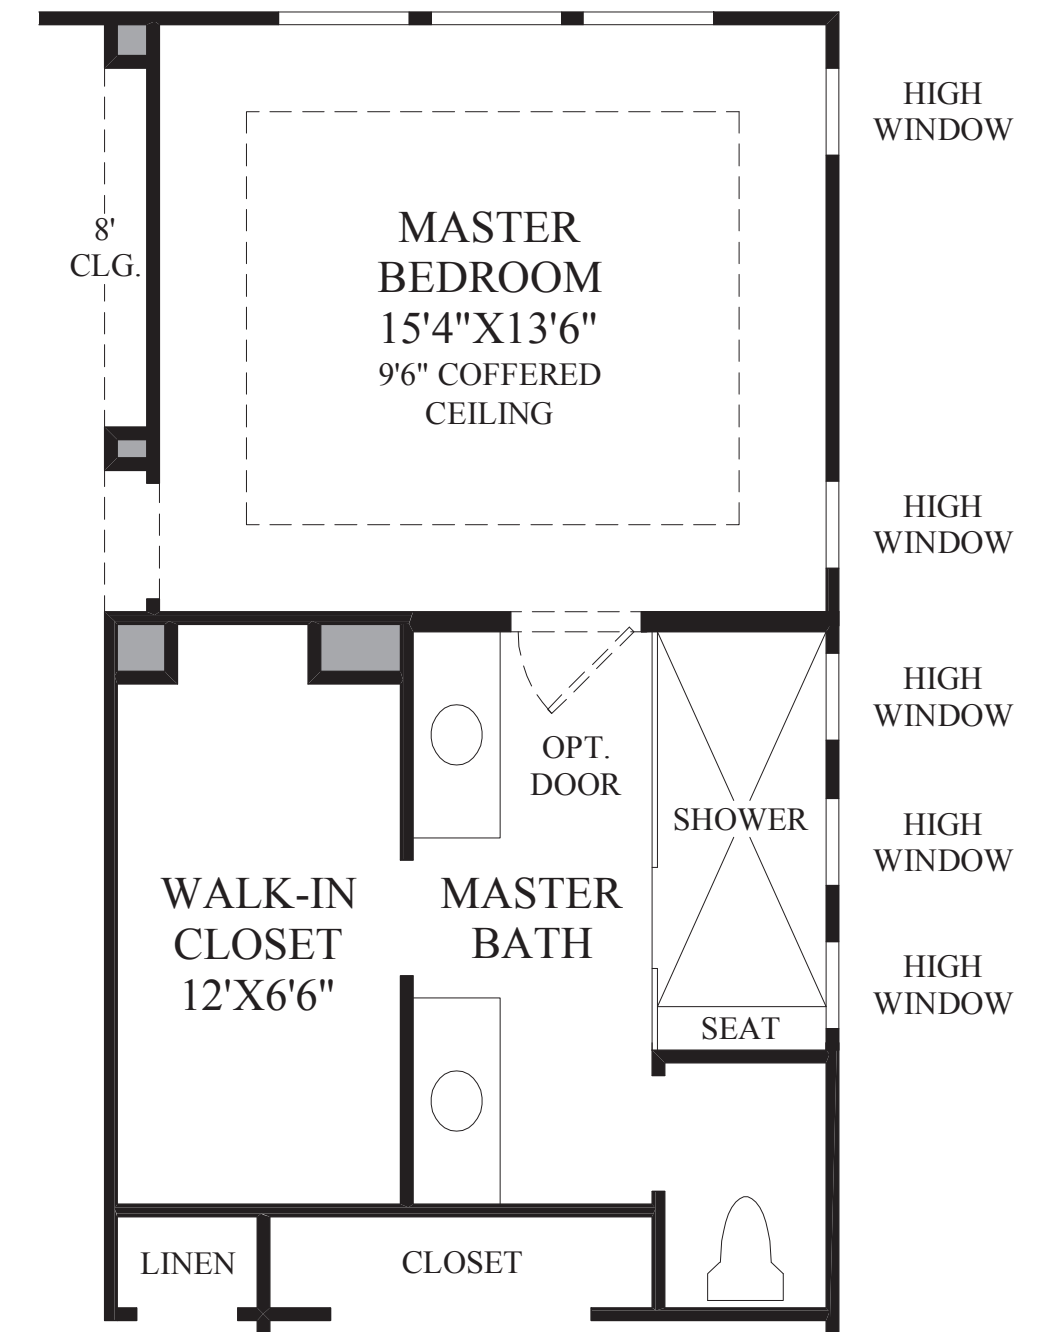 HIGH
WINDOW
8'
CLG.
MASTER
BEDROOM
15'4"X13'6"
9'6" COFFERED
CEILING
HIGH
WINDOW
HIGH
WINDOW
OPT.
DOOR
SHOWER
HIGH
WINDOW
WALK-IN
CLOSET
12'X6'6"
MASTER
BATH
HIGH
WINDOW
SEAT
LINEN
CLOSET